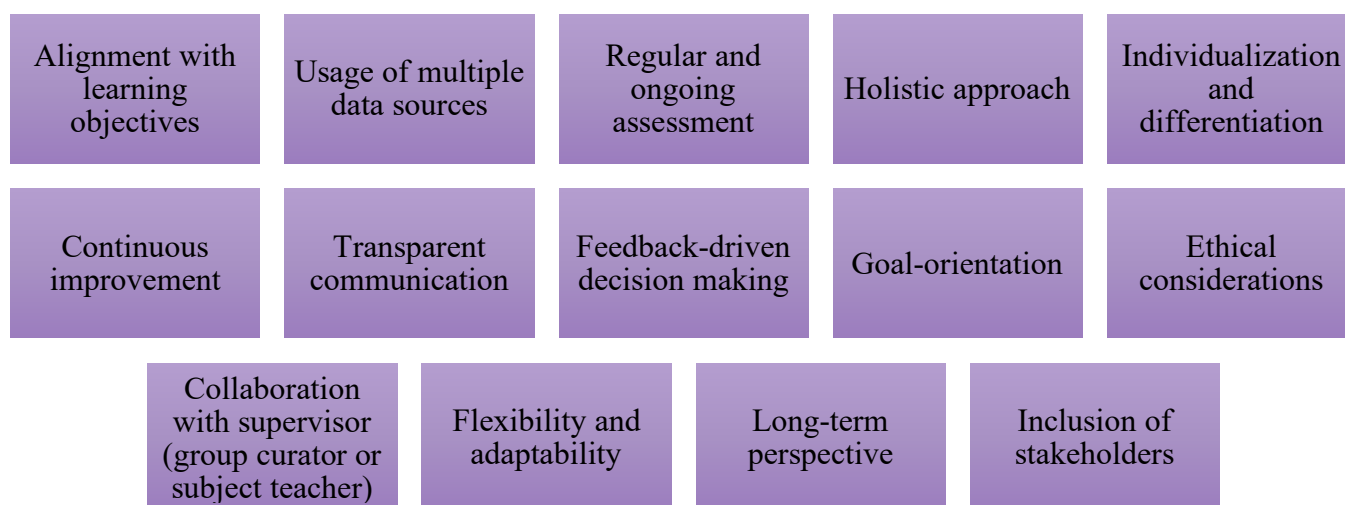 Alignment with
learning
objectives
Usage of multiple
data sources
Regular and
ongoing
assessment
Holistic approach
Individualization
and
differentiation
Continuous
improvement
Transparent
communication
Feedback-driven
decision making
Goal-orientation
Ethical
considerations
Collaboration
with supervisor
(group curator or
subject teacher)
Flexibility and
adaptability
Long-term
perspective
Inclusion of
stakeholders